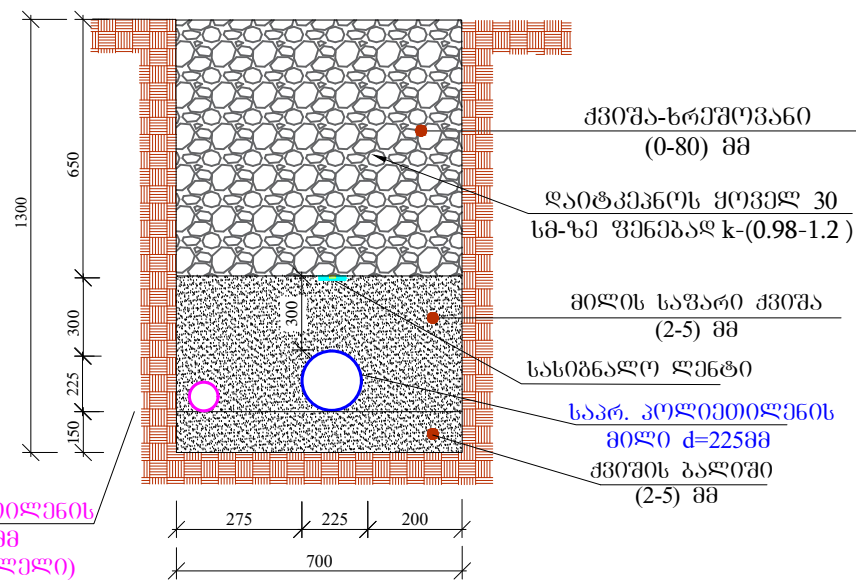 ქვიშა-ხრეშოვანი
(0-80) მმ
დაიტკეპნოს ყოველ 30
სმ-ზე ფენებად k-(0.98-1.2 )
მილის საფარი ქვიშა
(2-5) მმ
სასიგნალო ლენტი
საპრ. პოლიეთილენის
მილი d=225მმ
ქვიშის ბალიში
(2-5) მმ
1300
650
300
225
150
300
275 225 200
700